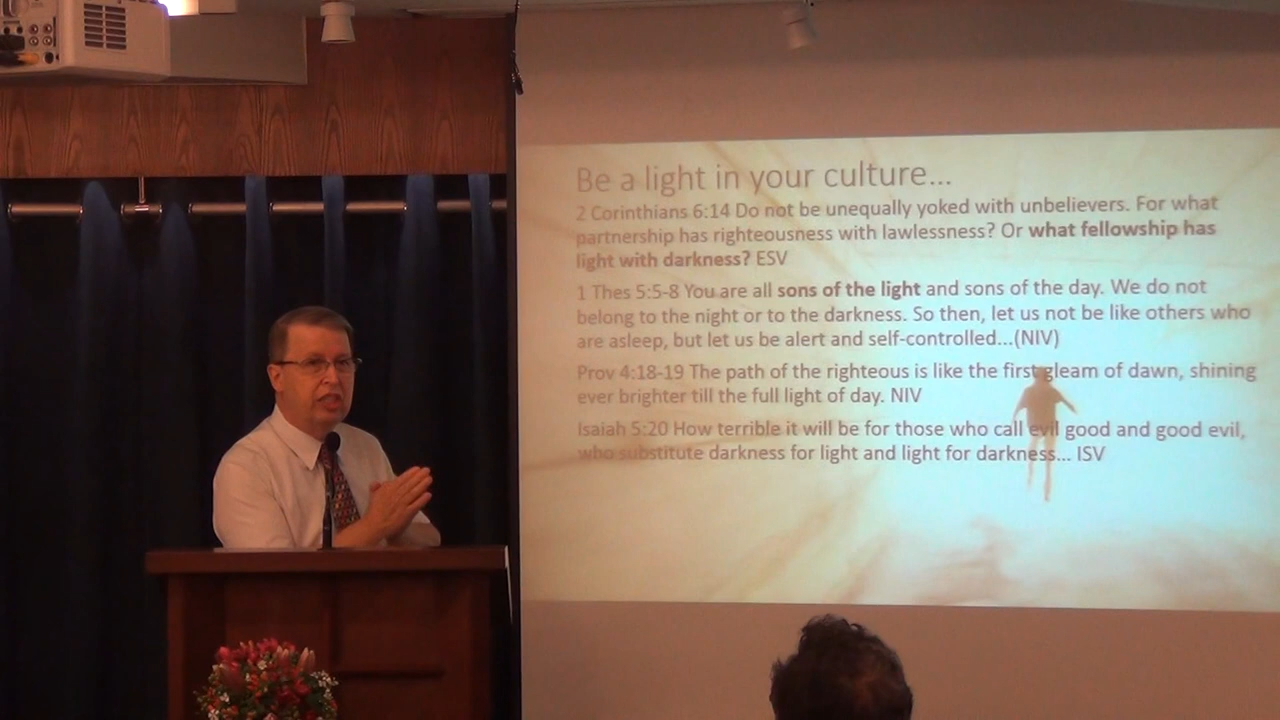 Be a light in your culture...
2 Corinthians 6:14 Do not be unequally yoked with unbelievers. For what
partnership has righteousness with lawlessness? Or what fellowship has
light with darkness? ESV
1 Thes 5:5-8 You are all sons of the light and sons of the day. We do not
belong to the night or to the darkness. So then, let us not be like others who
are asleep, but let us be alert and self-controlled...(NIV)
Prov 4:18-19 The path of the righteous is like the first gleam of dawn, shining
ever brighter till the full light of day. NIV
Isaiah 5:20 How terrible it will be for those who call evil good and good evil,
who substitute darkness for light and light for darkness... ISV